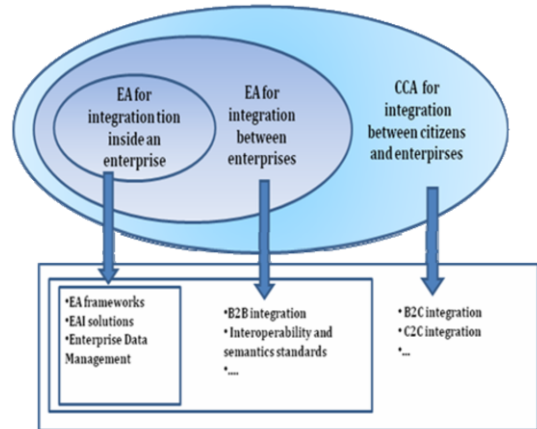 EA for
integration tion
inside an
enterprise
EA for
integration
between
enterprises
CCA for
integration
between citizens
and enterpirses
•EA frameworks
•EAI solutions
•Enterprise Data
Management
•B2B integration
•Interoperability and
semantics standards
•....
•B2C integration
•C2C integration
•...